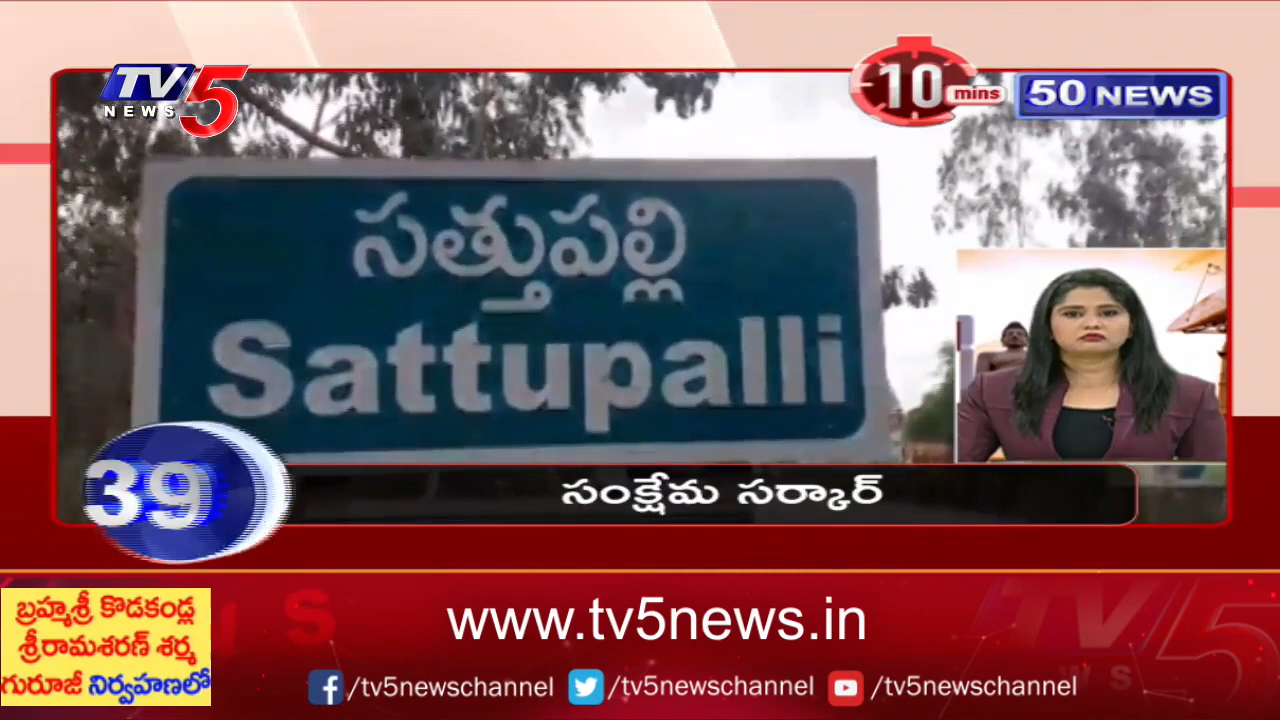 TV5
NEWS
10 mins
50 NEWS
సత్తుపల్లి
Sattupalli
39
సంక్షేమ సర్కార్
www.tv5news.in
బ్రహ్మశ్రీ కొడకండ్ల
శ్రీరామశరణ్ శర్మ
గురూజీ నిర్వహణలో
/tv5newschannel /tv5newschannel /tv5newschannel